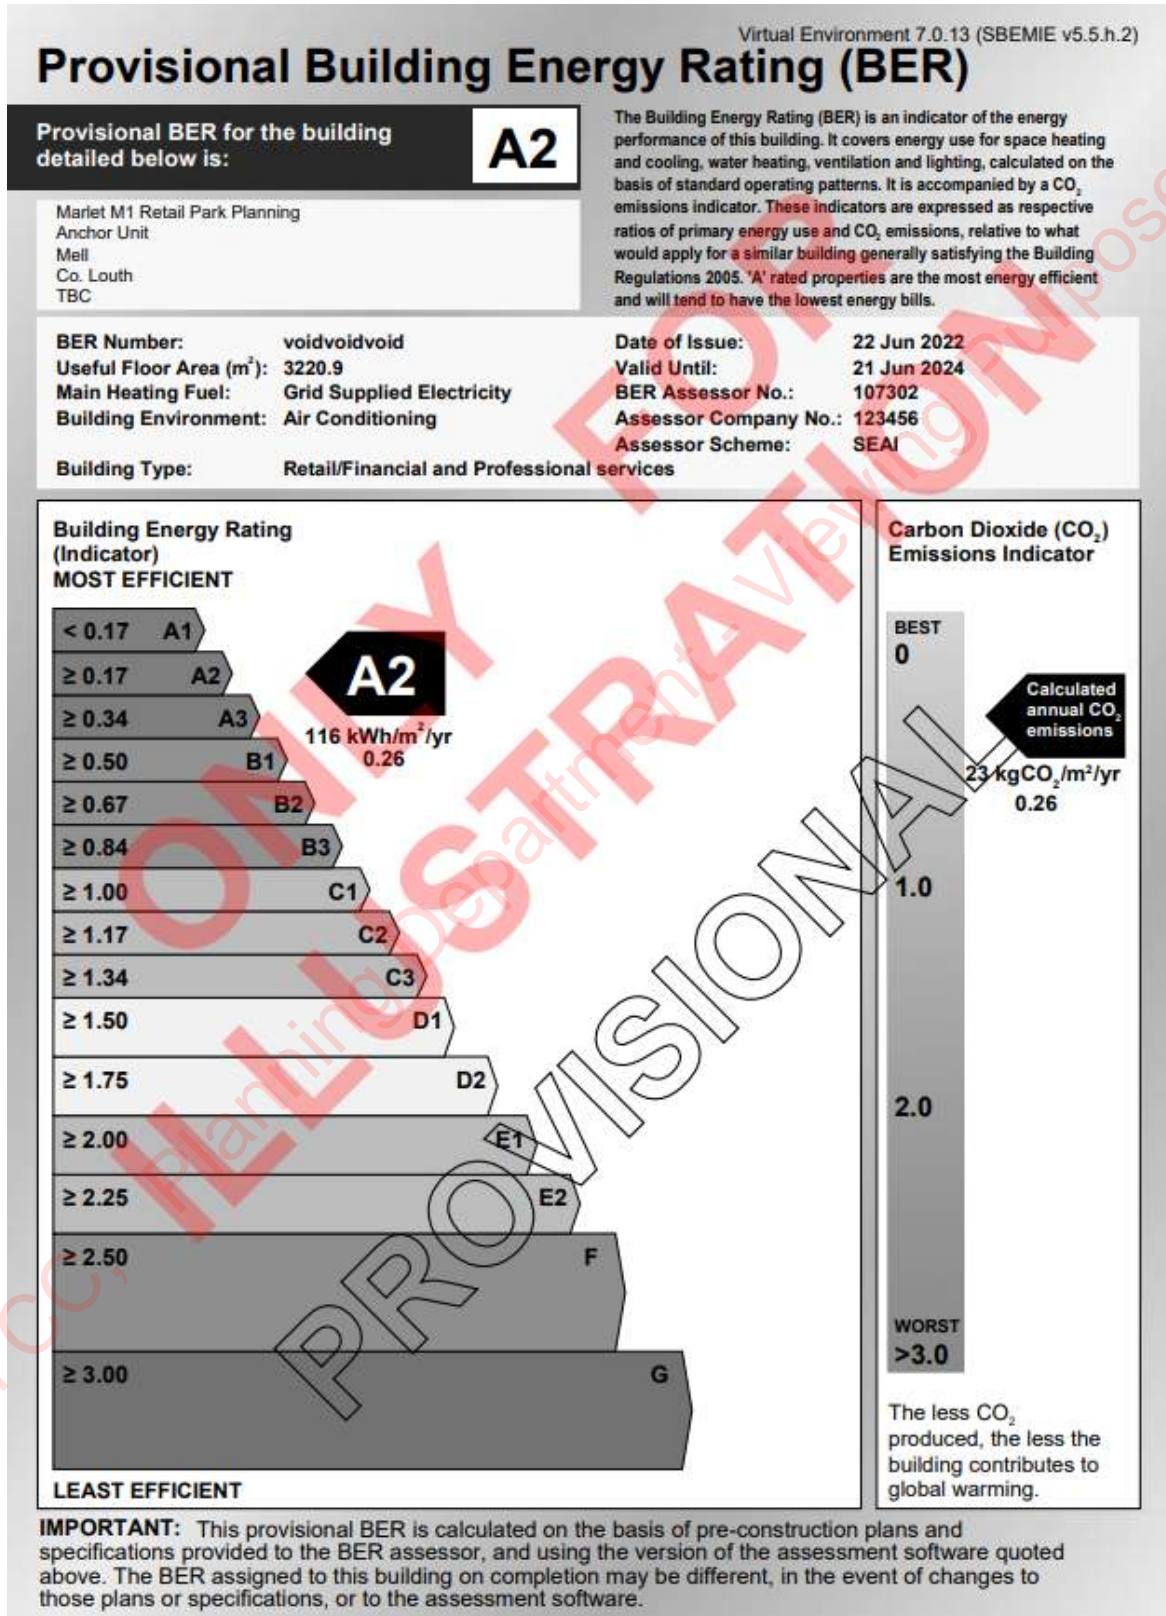 Virtual Environment 7.0.13 (SBEMIE v5.5.h.2)
Provisional Building Energy Rating (BER)
Provisional BER for the building
detailed below is:
A2
The Building Energy Rating (BER) is an indicator of the energy
performance of this building. It covers energy use for space heating
and cooling, water heating, ventilation and lighting, calculated on the
basis of standard operating patterns. It is accompanied by a CO₂
emissions indicator. These indicators are expressed as respective
ratios of primary energy use and CO₂ emissions, relative to what
would apply for a similar building generally satisfying the Building
Regulations 2005. 'A' rated properties are the most energy efficient
and will tend to have the lowest energy bills.
Marlet M1 Retail Park Planning
Anchor Unit
Mell
Co. Louth
TBC
BER Number: voidvoidvoid
Useful Floor Area (m²): 3220.9
Main Heating Fuel: Grid Supplied Electricity
Building Environment: Air Conditioning
Building Type: Retail/Financial and Professional services
Date of Issue: 22 Jun 2022
Valid Until: 21 Jun 2024
BER Assessor No.: 107302
Assessor Company No.: 123456
Assessor Scheme: SEAI
Building Energy Rating
(Indicator)
MOST EFFICIENT
< 0.17 A1
≥ 0.17 A2
≥ 0.34 A3
≥ 0.50 B1
≥ 0.67 B2
≥ 0.84 B3
≥ 1.00 C1
≥ 1.17 C2
≥ 1.34 C3
≥ 1.50 D1
≥ 1.75 D2
≥ 2.00 E1
≥ 2.25 E2
≥ 2.50 F
≥ 3.00 G
LEAST EFFICIENT
A2
116 kWh/m²/yr
0.26
Carbon Dioxide (CO₂)
Emissions Indicator
BEST
0
1.0
2.0
WORST
>3.0
Calculated
annual CO₂
emissions
23 kgCO₂/m²/yr
0.26
The less CO₂
produced, the less the
building contributes to
global warming.
IMPORTANT: This provisional BER is calculated on the basis of pre-construction plans and
specifications provided to the BER assessor, and using the version of the assessment software quoted
above. The BER assigned to this building on completion may be different, in the event of changes to
those plans or specifications, or to the assessment software.
FOR
ILLUSTRATION
ONLY
PROVISIONAL
Planning Department - Viewing